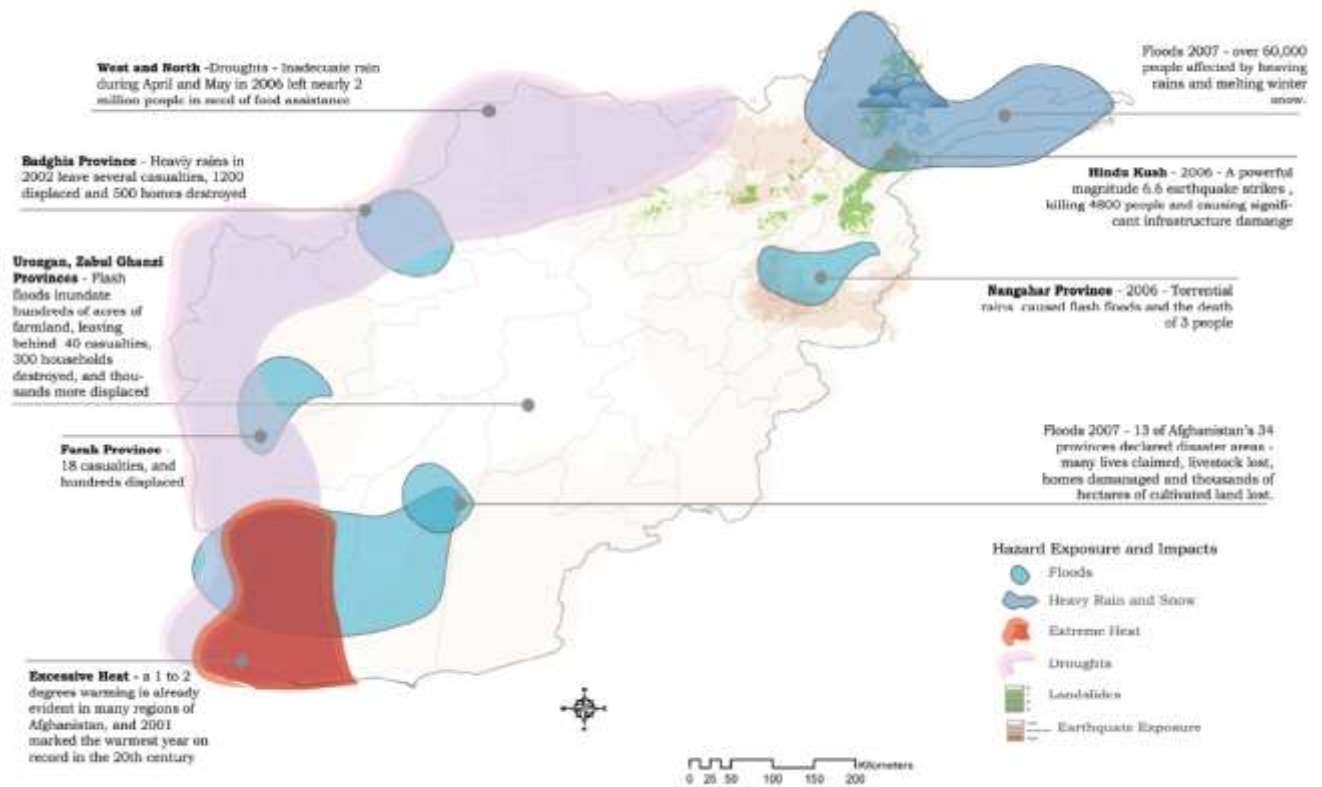 West and North -Droughts - Inadecuate rain
during April and May in 2006 left nearly 2
million people in need of food assistance
Badghis Province - Heaviy rains in
2002 leave several casualties, 1200
displaced and 500 homes destroyed
Urozgan, Zabul Ghanzi
Provinces - Flash
floods inundate
hundreds of acres of
farmland, leaving
behind 40 casualties,
300 households
destroyed, and thou-
sands more displaced
Farah Province -
18 casualties, and
hundreds displaced
Excessive Heat - a 1 to 2
degrees warming is already
evident in many regions of
Afghanistan, and 2001
marked the warmest year on
record in the 20th century
Floods 2007 - over 60,000
people affected by heaving
rains and melting winter
snow.
Hindu Kush - 2006 - A powerful
magnitude 6.6 earthquake strikes ,
killing 4800 people and causing signifi-
cant infrastructure damange
Nangahar Province - 2006 - Torrential
rains caused flash floods and the death
of 3 people
Floods 2007 - 13 of Afghanistan's 34
provinces declared disaster areas -
many lives claimed, livestock lost,
homes damanaged and thousands of
hectares of cultivated land lost.
Hazard Exposure and Impacts
Floods
Heavy Rain and Snow
Extreme Heat
Droughts
Landslides
Earthquate Exposure
Kilometers
0 25 50 100 150 200